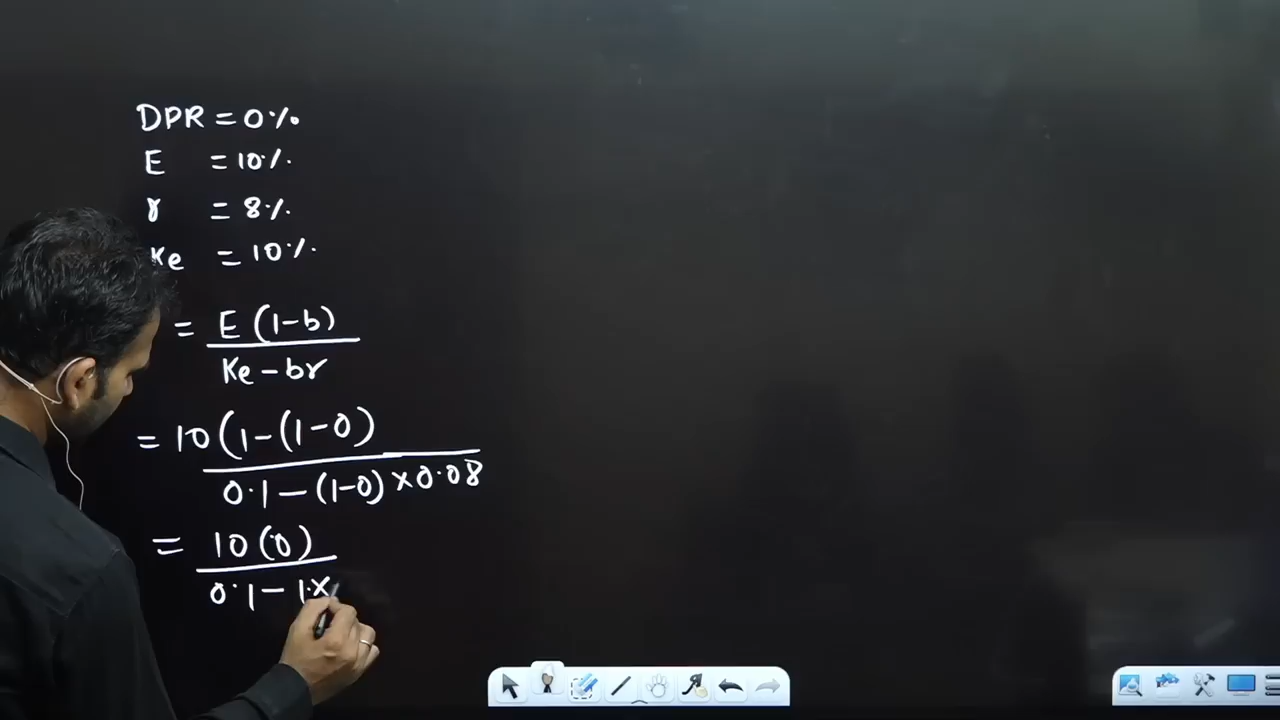 DPR = 0%
E = 10%
r = 8%
Ke = 10%
= E (1-b)
Ke - br
= 10 (1 - (1-0)
0.1 - (1-0) × 0.08
= 10 (0)
0.1 - 1 ×